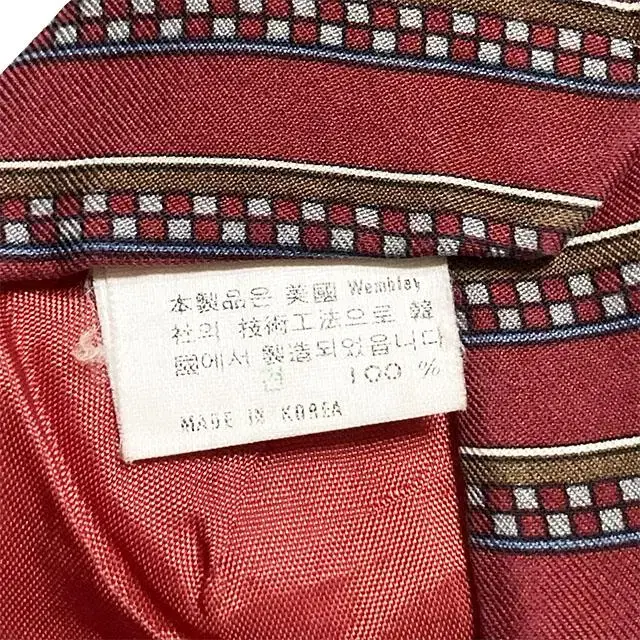 本製品은 美國 Wembley
社의 技術工法으로 韓
國에서 製造되었읍니다
견 100 %
MADE IN KOREA